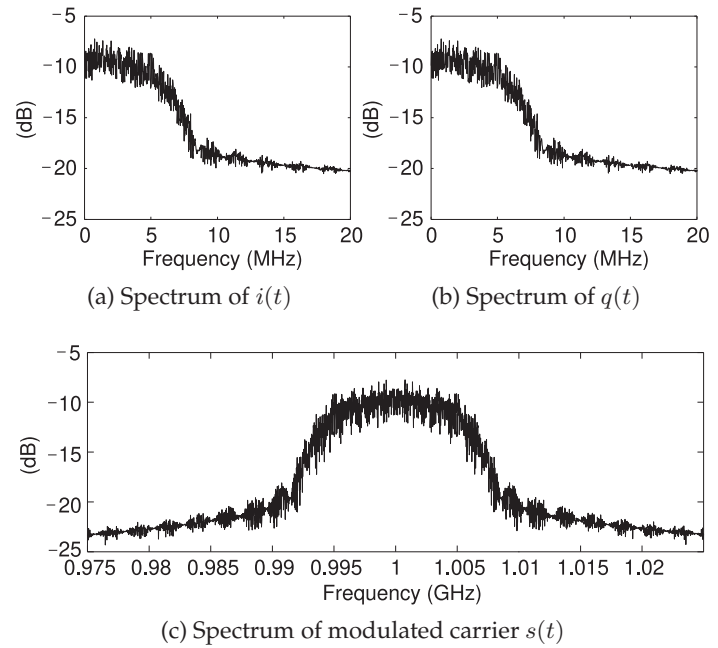 −5
−10
−15
−20
−25
(dB)
0 5 10 15 20
Frequency (MHz)
(a) Spectrum of i(t)
−5
−10
−15
−20
−25
(dB)
0 5 10 15 20
Frequency (MHz)
(b) Spectrum of q(t)
−5
−10
−15
−20
−25
(dB)
0.975 0.98 0.985 0.99 0.995 1 1.005 1.01 1.015 1.02
Frequency (GHz)
(c) Spectrum of modulated carrier s(t)